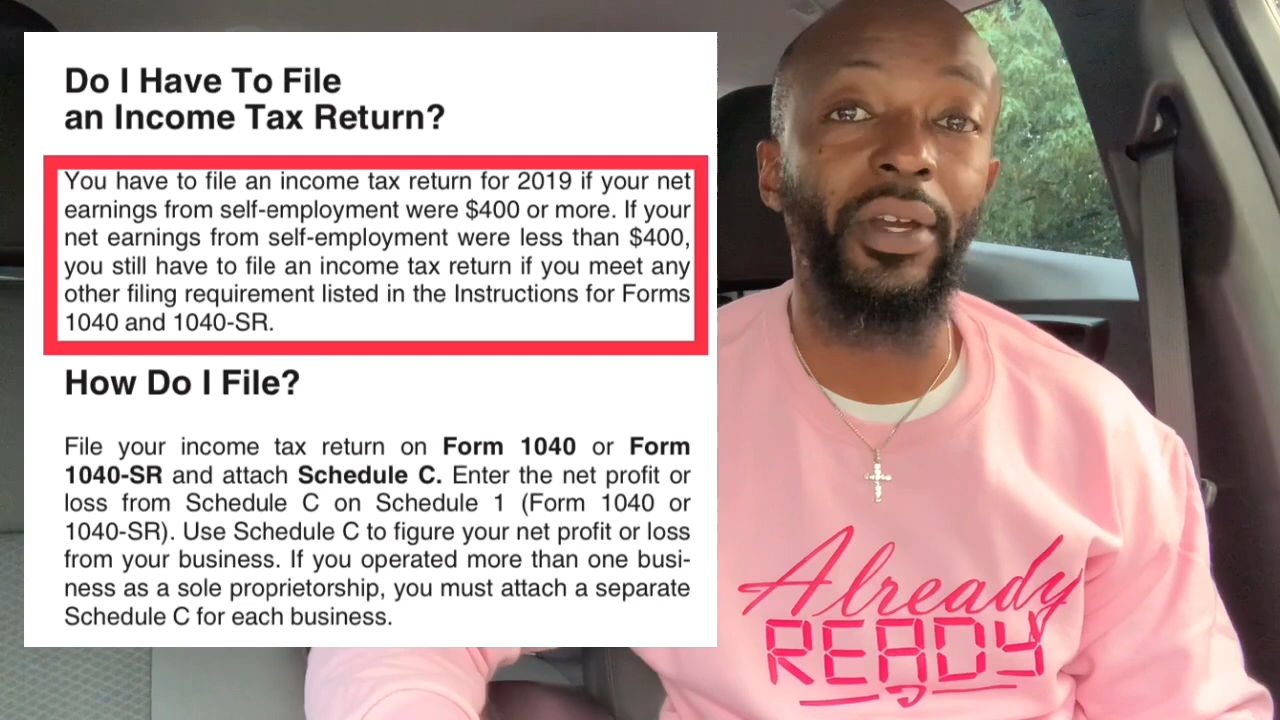 Do I Have To File
an Income Tax Return?
You have to file an income tax return for 2019 if your net
earnings from self-employment were $400 or more. If your
net earnings from self-employment were less than $400,
you still have to file an income tax return if you meet any
other filing requirement listed in the Instructions for Forms
1040 and 1040-SR.
How Do I File?
File your income tax return on Form 1040 or Form
1040-SR and attach Schedule C. Enter the net profit or
loss from Schedule C on Schedule 1 (Form 1040 or
1040-SR). Use Schedule C to figure your net profit or loss
from your business. If you operated more than one busi-
ness as a sole proprietorship, you must attach a separate
Schedule C for each business.
Already
READY